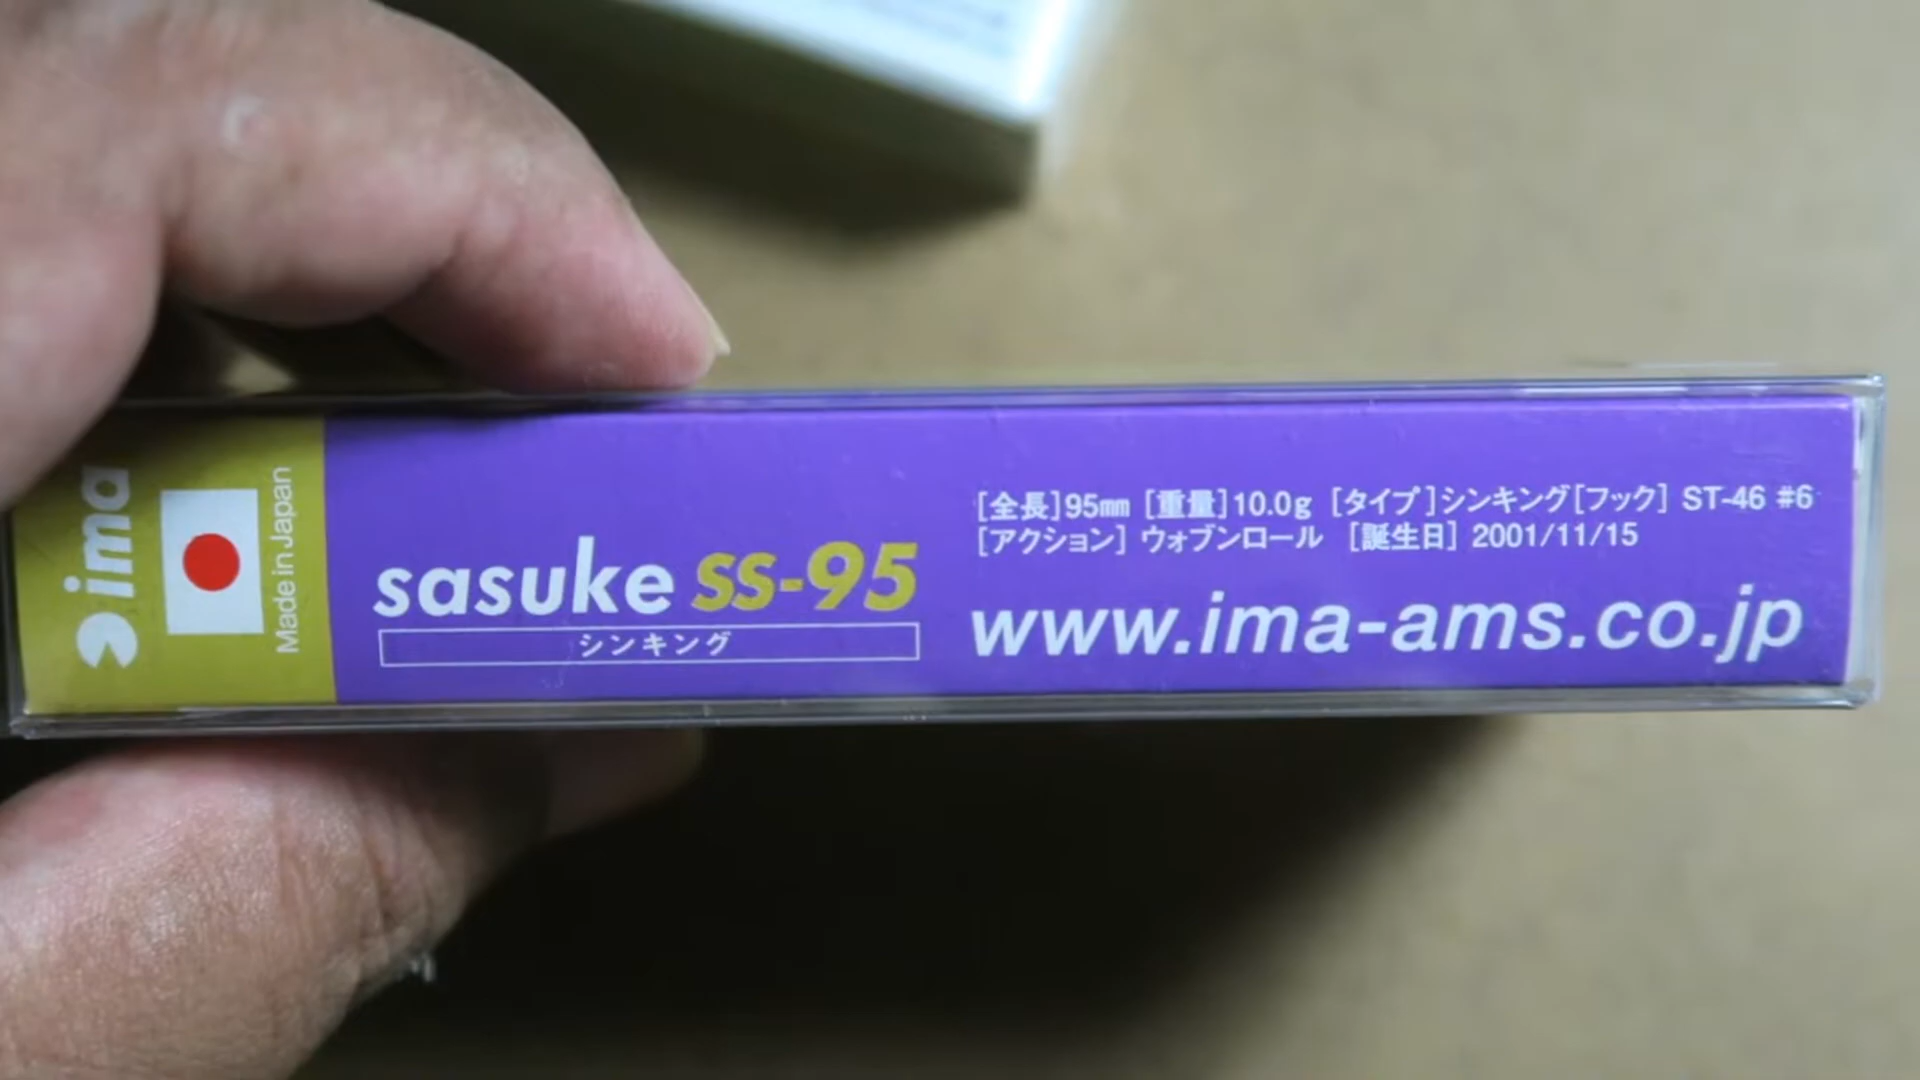 ima
Made in Japan
sasuke SS-95
シンキング
[全長]95mm [重量]10.0g [タイプ]シンキング[フック] ST-46 #6
[アクション] ウォブンロール [誕生日] 2001/11/15
www.ima-ams.co.jp